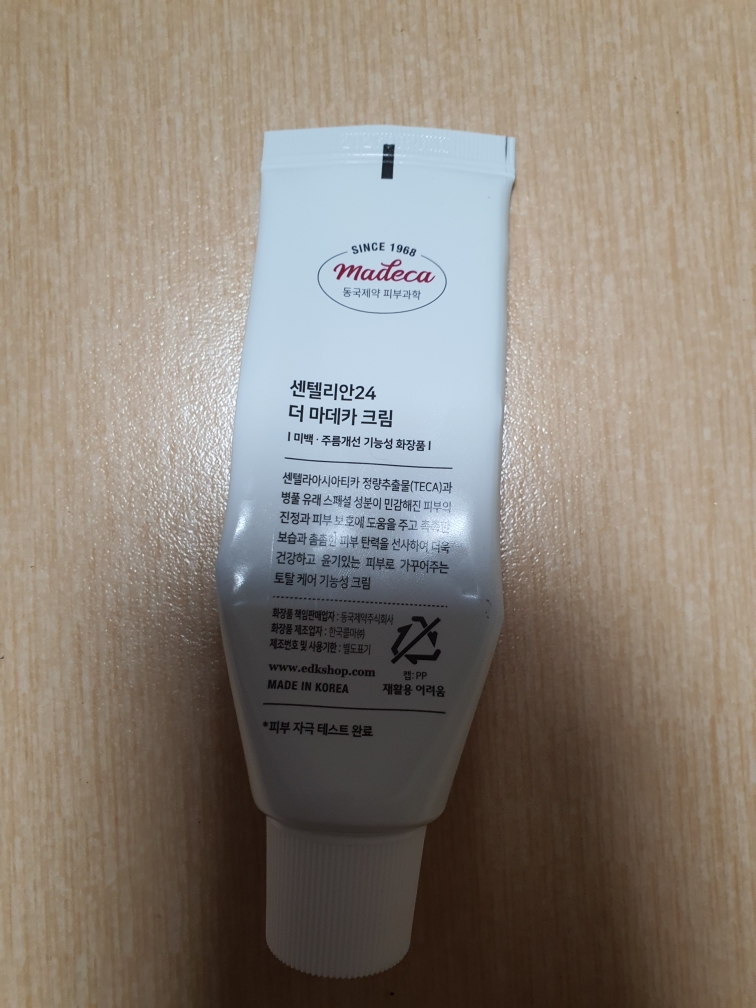 SINCE 1968
madeca
동국제약 피부과학
센텔리안24
더 마데카 크림
| 미백 · 주름개선 기능성 화장품 |
센텔라아시아티카 정량추출물(TECA)과
병풀 유래 스페셜 성분이 민감해진 피부의
진정과 피부 보호에 도움을 주고 촉촉한
보습과 촘촘한 피부 탄력을 선사하여 더욱
건강하고 윤기있는 피부로 가꾸어주는
토탈 케어 기능성 크림
화장품 책임판매업자 : 동국제약주식회사
화장품 제조업자 : 한국콜마㈜
제조번호 및 사용기한 : 별도표기
www.edkshop.com
MADE IN KOREA
캡: PP
재활용 어려움
*피부 자극 테스트 완료